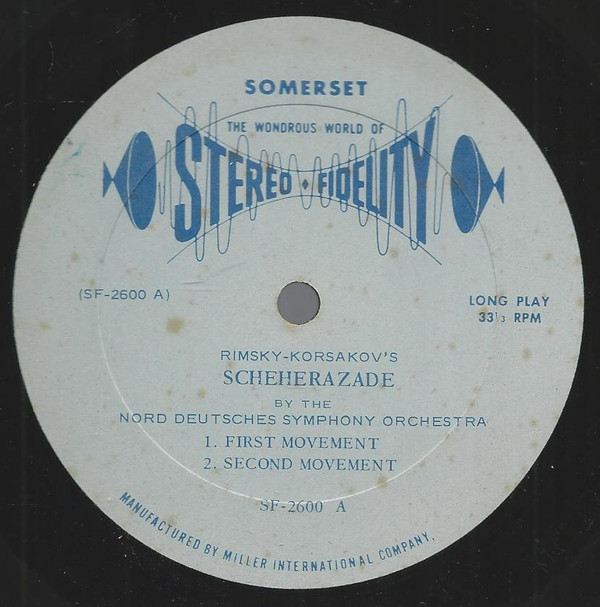 SOMERSET
THE WONDROUS WORLD OF
STEREO • FIDELITY
(SF-2600 A)
LONG PLAY
33⅓ RPM
RIMSKY-KORSAKOV'S
SCHEHERAZADE
BY THE
NORD DEUTSCHES SYMPHONY ORCHESTRA
1. FIRST MOVEMENT
2. SECOND MOVEMENT
SF-2600 A
MANUFACTURED BY MILLER INTERNATIONAL COMPANY.